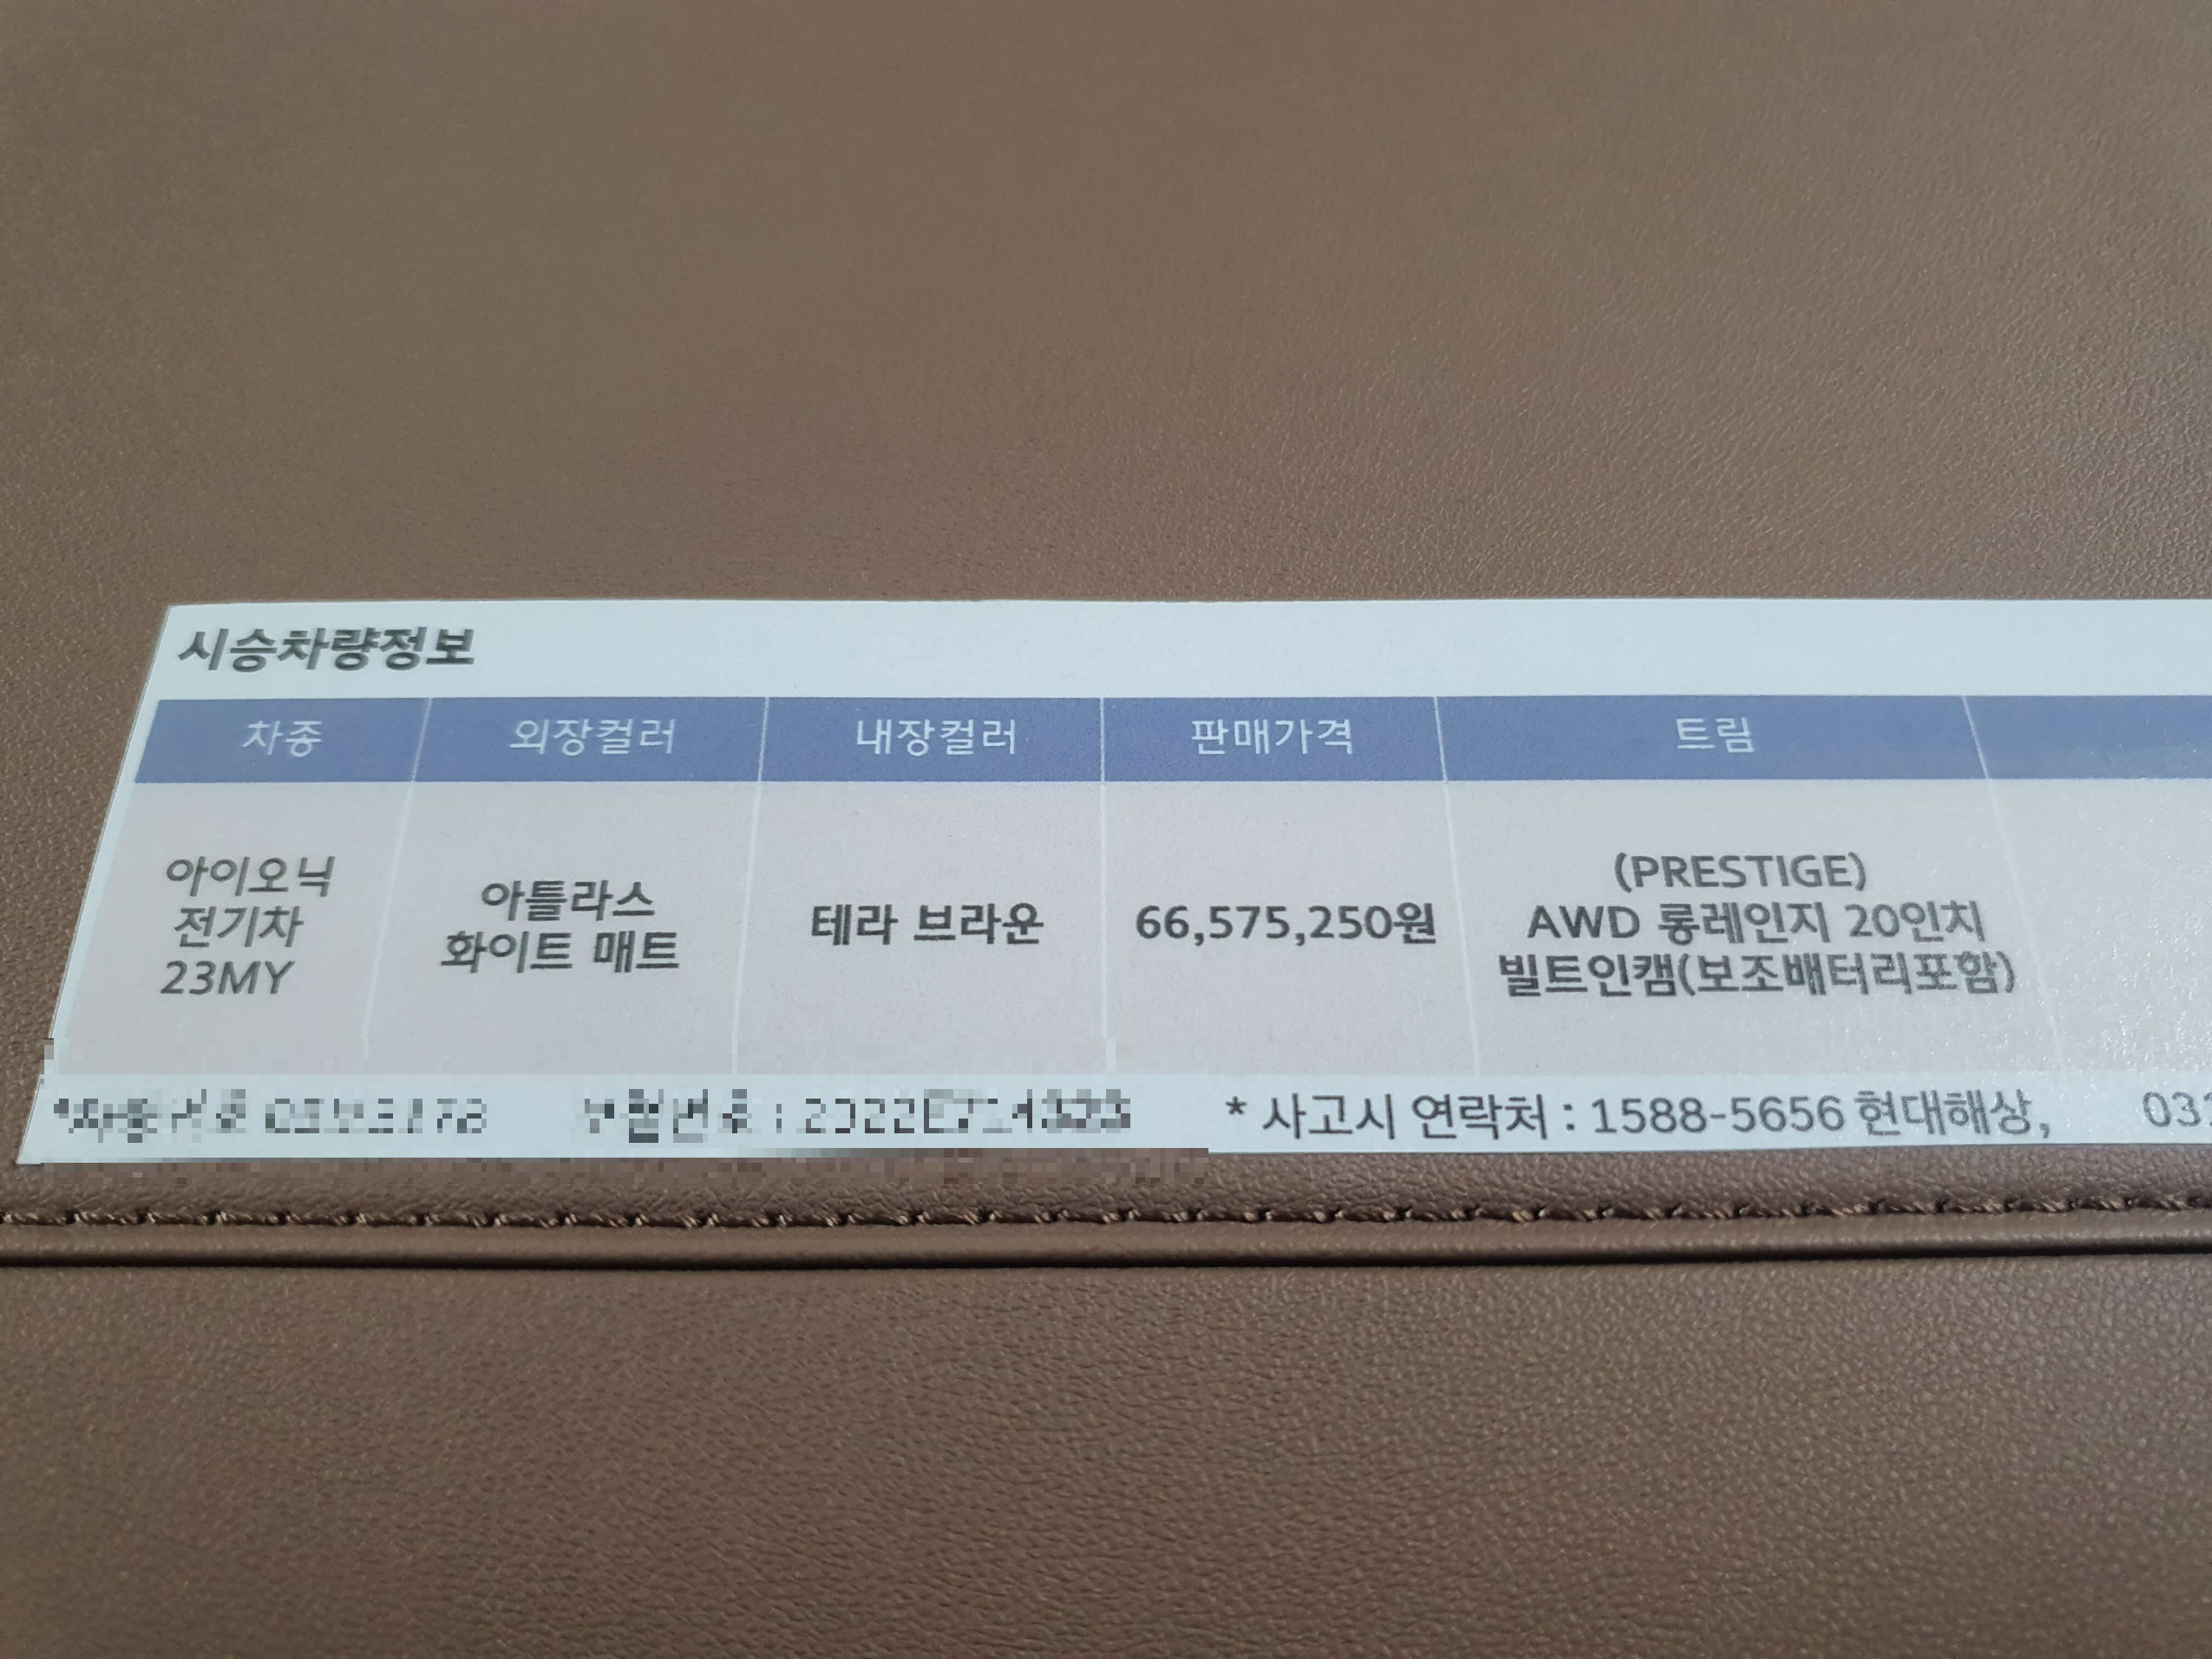 시승차량정보
차종 외장컬러 내장컬러 판매가격 트림
아이오닉
전기차
23MY
아틀라스
화이트 매트
테라 브라운
66,575,250원
(PRESTIGE)
AWD 롱레인지 20인치
빌트인캠(보조배터리포함)
* 사고시 연락처 : 1588-5656 현대해상,